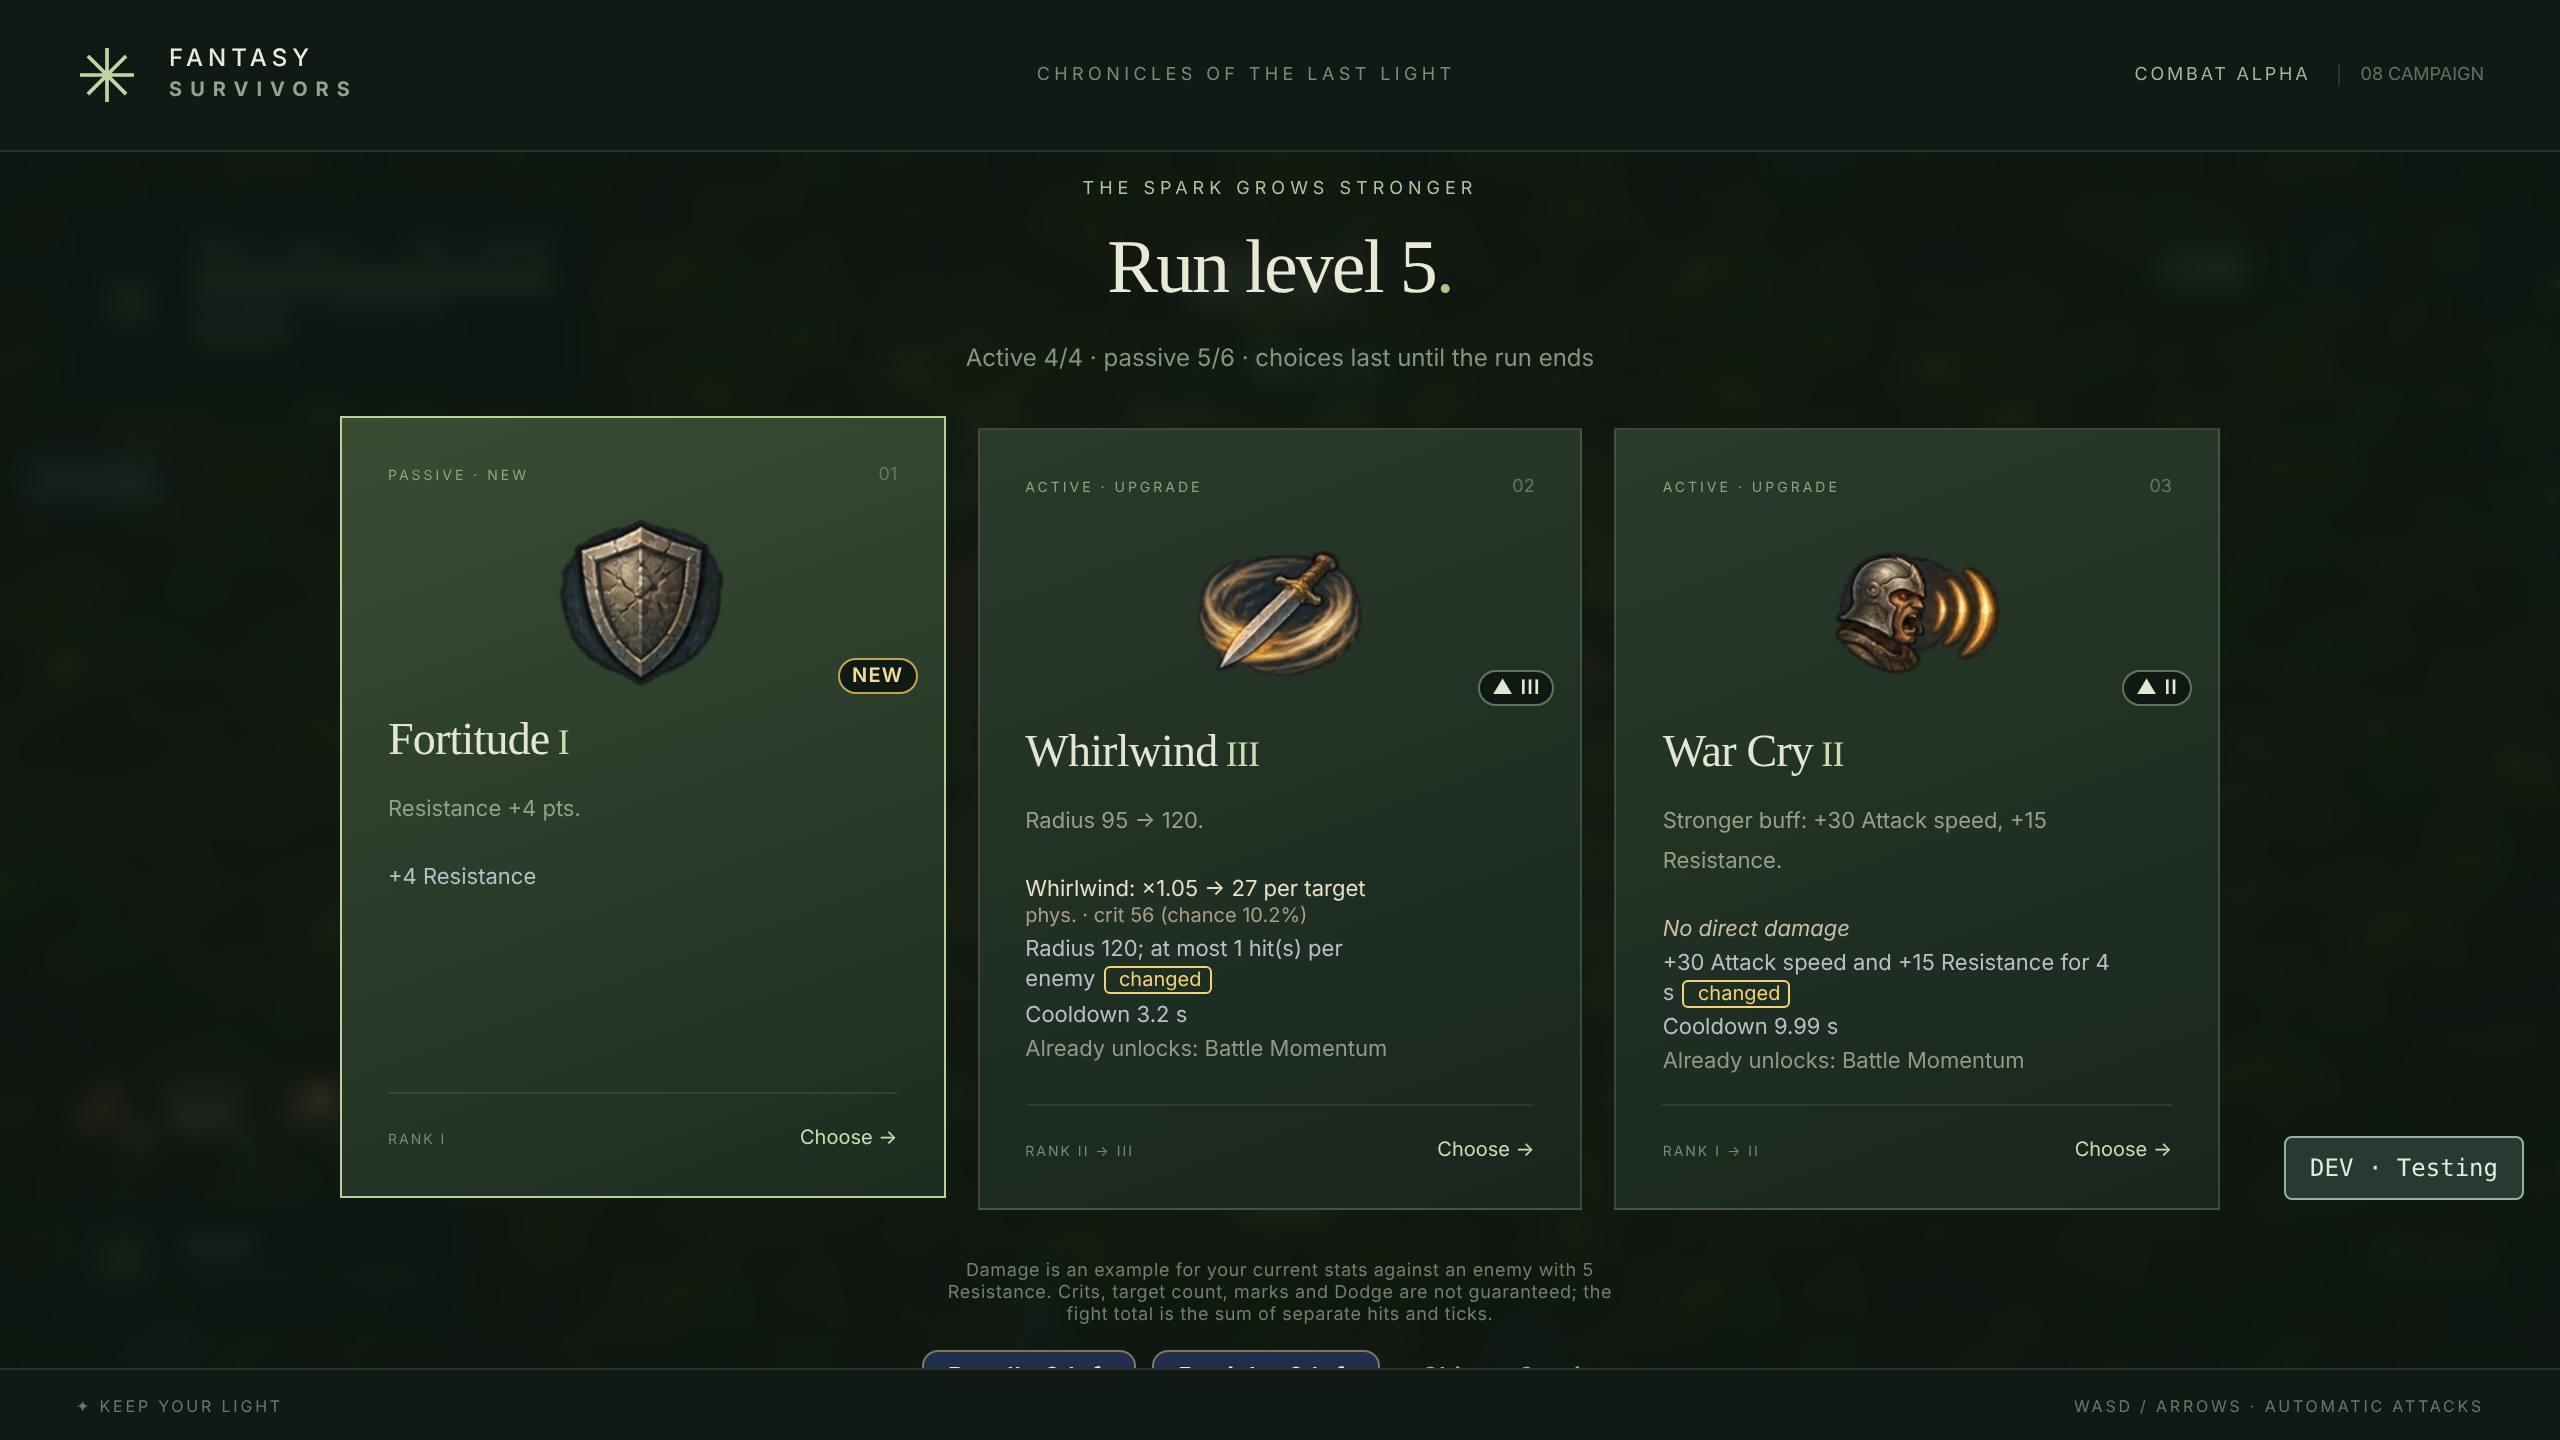 FANTASY
SURVIVORS
CHRONICLES OF THE LAST LIGHT
COMBAT ALPHA
08 CAMPAIGN
THE SPARK GROWS STRONGER
Run level 5.
Active 4/4 · passive 5/6 · choices last until the run ends
PASSIVE · NEW
01
NEW
Fortitude I
Resistance +4 pts.
+4 Resistance
RANK I
Choose →
ACTIVE · UPGRADE
02
▲ III
Whirlwind III
Radius 95 → 120.
Whirlwind: ×1.05 → 27 per target
phys. · crit 56 (chance 10.2%)
Radius 120; at most 1 hit(s) per
enemy changed
Cooldown 3.2 s
Already unlocks: Battle Momentum
RANK II → III
Choose →
ACTIVE · UPGRADE
03
▲ II
War Cry II
Stronger buff: +30 Attack speed, +15
Resistance.
No direct damage
+30 Attack speed and +15 Resistance for 4
s changed
Cooldown 9.99 s
Already unlocks: Battle Momentum
RANK I → II
Choose →
DEV · Testing
Damage is an example for your current stats against an enemy with 5
Resistance. Crits, target count, marks and Dodge are not guaranteed; the
fight total is the sum of separate hits and ticks.
✦ KEEP YOUR LIGHT
WASD / ARROWS · AUTOMATIC ATTACKS